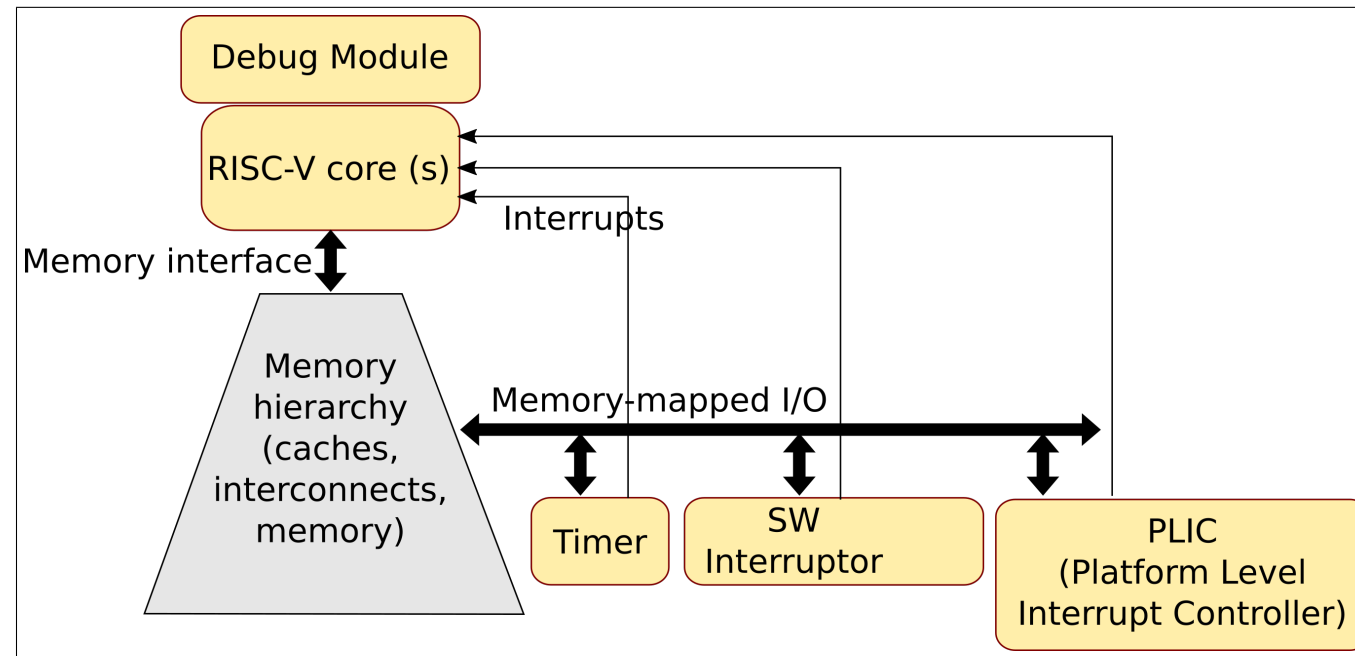 Debug Module
RISC-V core (s)
Interrupts
Memory interface
Memory
hierarchy
(caches,
interconnects,
memory)
Memory-mapped I/O
Timer
SW
Interruptor
PLIC
(Platform Level
Interrupt Controller)